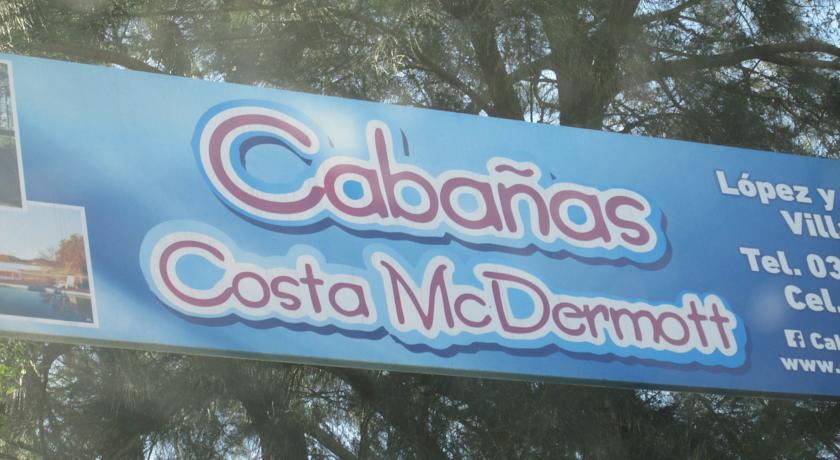 Cabañas
Costa McDermott
López y
Vill
Tel. 03
Cel.
Cal
www.